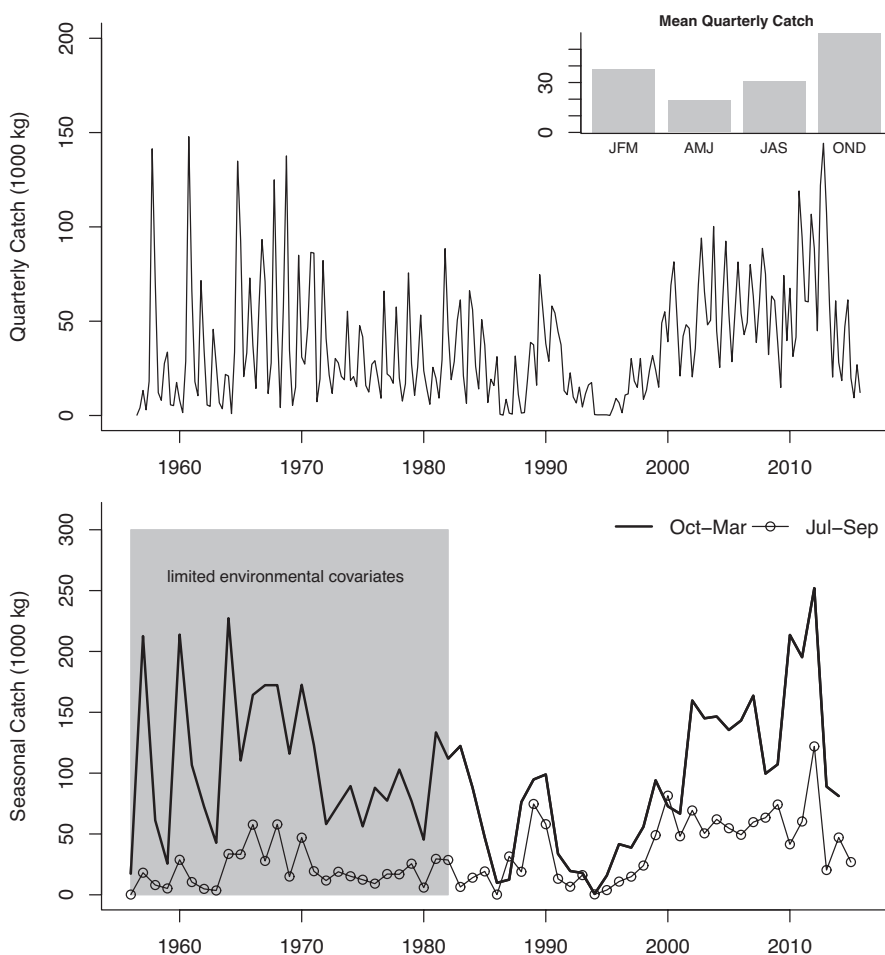 Mean Quarterly Catch
0 30
JFM AMJ JAS OND
Quarterly Catch (1000 kg)
0 50 100 150 200
1960 1970 1980 1990 2000 2010
Oct–Mar Jul–Sep
limited environmental covariates
Seasonal Catch (1000 kg)
0 50 100 150 200 250 300
1960 1970 1980 1990 2000 2010